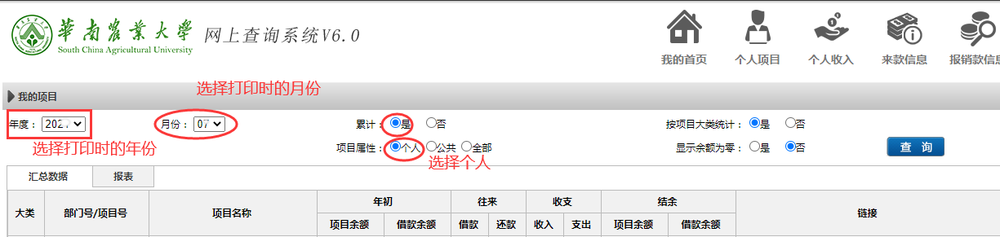 華南農業大學
South China Agricultural University
网上查询系统V6.0
我的首页 个人项目 个人收入 来款信息 报销款信息
选择打印时的月份
我的项目
年度： 202 月份： 07 累计： 是 否 按项目大类统计： 是 否
选择打印时的年份
项目属性： 个人 公共 全部 显示余额为零： 是 否 查 询
选择个人
汇总数据 报表
大类 部门号/项目号 项目名称 年初 往来 收支 结余 链接
项目余额 借款余额 借款 还款 收入 支出 项目余额 借款余额